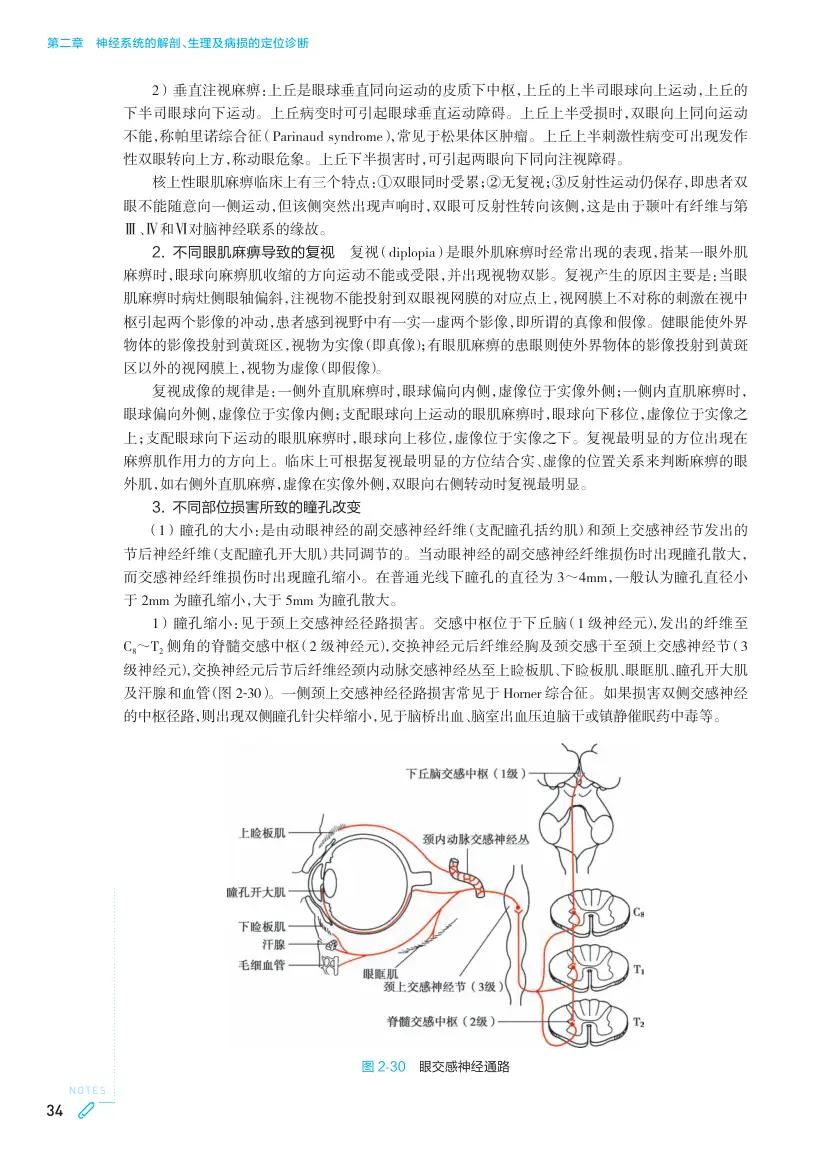 第二章 神经系统的解剖、生理及病损的定位诊断
2）垂直注视麻痹：上丘是眼球垂直同向运动的皮质下中枢，上丘的上半司眼球向上运动，上丘的
下半司眼球向下运动。上丘病变时可引起眼球垂直运动障碍。上丘上半受损时，双眼向上同向运动
不能，称帕里诺综合征（Parinaud syndrome），常见于松果体区肿瘤。上丘上半刺激性病变可出现发作
性双眼转向上方，称动眼危象。上丘下半损害时，可引起两眼向下同向注视障碍。
核上性眼肌麻痹临床上有三个特点：①双眼同时受累；②无复视；③反射性运动仍保存，即患者双
眼不能随意向一侧运动，但该侧突然出现声响时，双眼可反射性转向该侧，这是由于颞叶有纤维与第
Ⅲ、Ⅳ和Ⅵ对脑神经联系的缘故。
2. 不同眼肌麻痹导致的复视 复视（diplopia）是眼外肌麻痹时经常出现的表现，指某一眼外肌
麻痹时，眼球向麻痹肌收缩的方向运动不能或受限，并出现视物双影。复视产生的原因主要是：当眼
肌麻痹时病灶侧眼轴偏斜，注视物不能投射到双眼视网膜的对应点上，视网膜上不对称的刺激在视中
枢引起两个影像的冲动，患者感到视野中有一实一虚两个影像，即所谓的真像和假像。健眼能使外界
物体的影像投射到黄斑区，视物为实像（即真像）；有眼肌麻痹的患眼则使外界物体的影像投射到黄斑
区以外的视网膜上，视物为虚像（即假像）。
复视成像的规律是：一侧外直肌麻痹时，眼球偏向内侧，虚像位于实像外侧；一侧内直肌麻痹时，
眼球偏向外侧，虚像位于实像内侧；支配眼球向上运动的眼肌麻痹时，眼球向下移位，虚像位于实像之
上；支配眼球向下运动的眼肌麻痹时，眼球向上移位，虚像位于实像之下。复视最明显的方位出现在
麻痹肌作用力的方向上。临床上可根据复视最明显的方位结合实、虚像的位置关系来判断麻痹的眼
外肌，如右侧外直肌麻痹，虚像在实像外侧，双眼向右侧转动时复视最明显。
3. 不同部位损害所致的瞳孔改变
（1）瞳孔的大小：是由动眼神经的副交感神经纤维（支配瞳孔括约肌）和颈上交感神经节发出的
节后神经纤维（支配瞳孔开大肌）共同调节的。当动眼神经的副交感神经纤维损伤时出现瞳孔散大，
而交感神经纤维损伤时出现瞳孔缩小。在普通光线下瞳孔的直径为 3～4mm，一般认为瞳孔直径小
于 2mm 为瞳孔缩小，大于 5mm 为瞳孔散大。
1）瞳孔缩小：见于颈上交感神经径路损害。交感中枢位于下丘脑（1 级神经元），发出的纤维至
C₈～T₂ 侧角的脊髓交感中枢（2 级神经元），交换神经元后纤维经胸及颈交感干至颈上交感神经节（3
级神经元），交换神经元后节后纤维经颈内动脉交感神经丛至上睑板肌、下睑板肌、眼眶肌、瞳孔开大肌
及汗腺和血管（图 2-30）。一侧颈上交感神经径路损害常见于 Horner 综合征。如果损害双侧交感神经
的中枢径路，则出现双侧瞳孔针尖样缩小，见于脑桥出血、脑室出血压迫脑干或镇静催眠药中毒等。
下丘脑交感中枢（1级）
上睑板肌
颈内动脉交感神经丛
瞳孔开大肌
C₈
下睑板肌
汗腺
毛细血管
T₁
眼眶肌
颈上交感神经节（3级）
脊髓交感中枢（2级）
T₂
图 2-30 眼交感神经通路
NOTES
34